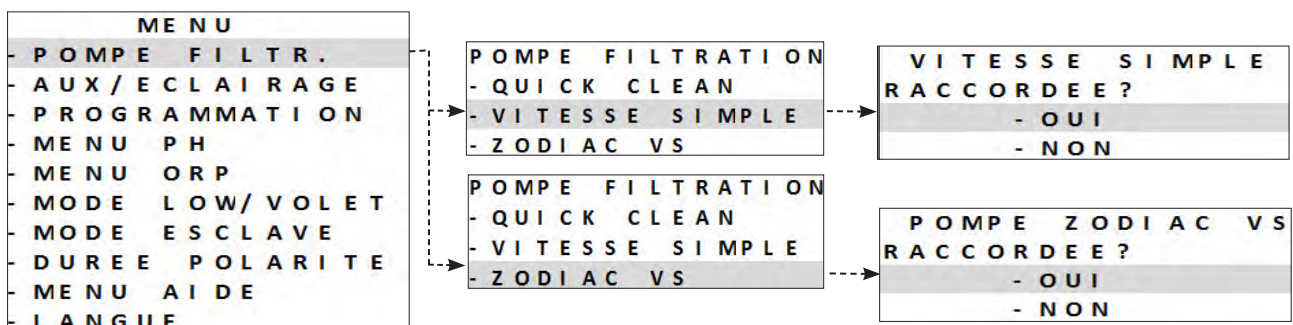 MENU
- POMPE FILTR.
- AUX/ECLAIRAGE
- PROGRAMMATION
- MENU PH
- MENU ORP
- MODE LOW/VOLET
- MODE ESCLAVE
- DUREE POLARITE
- MENU AIDE
- LANGUE
POMPE FILTRATION
- QUICK CLEAN
- VITESSE SIMPLE
- ZODIAC VS
VITESSE SIMPLE
RACCORDEE?
- OUI
- NON
POMPE FILTRATION
- QUICK CLEAN
- VITESSE SIMPLE
- ZODIAC VS
POMPE ZODIAC VS
RACCORDEE?
- OUI
- NON